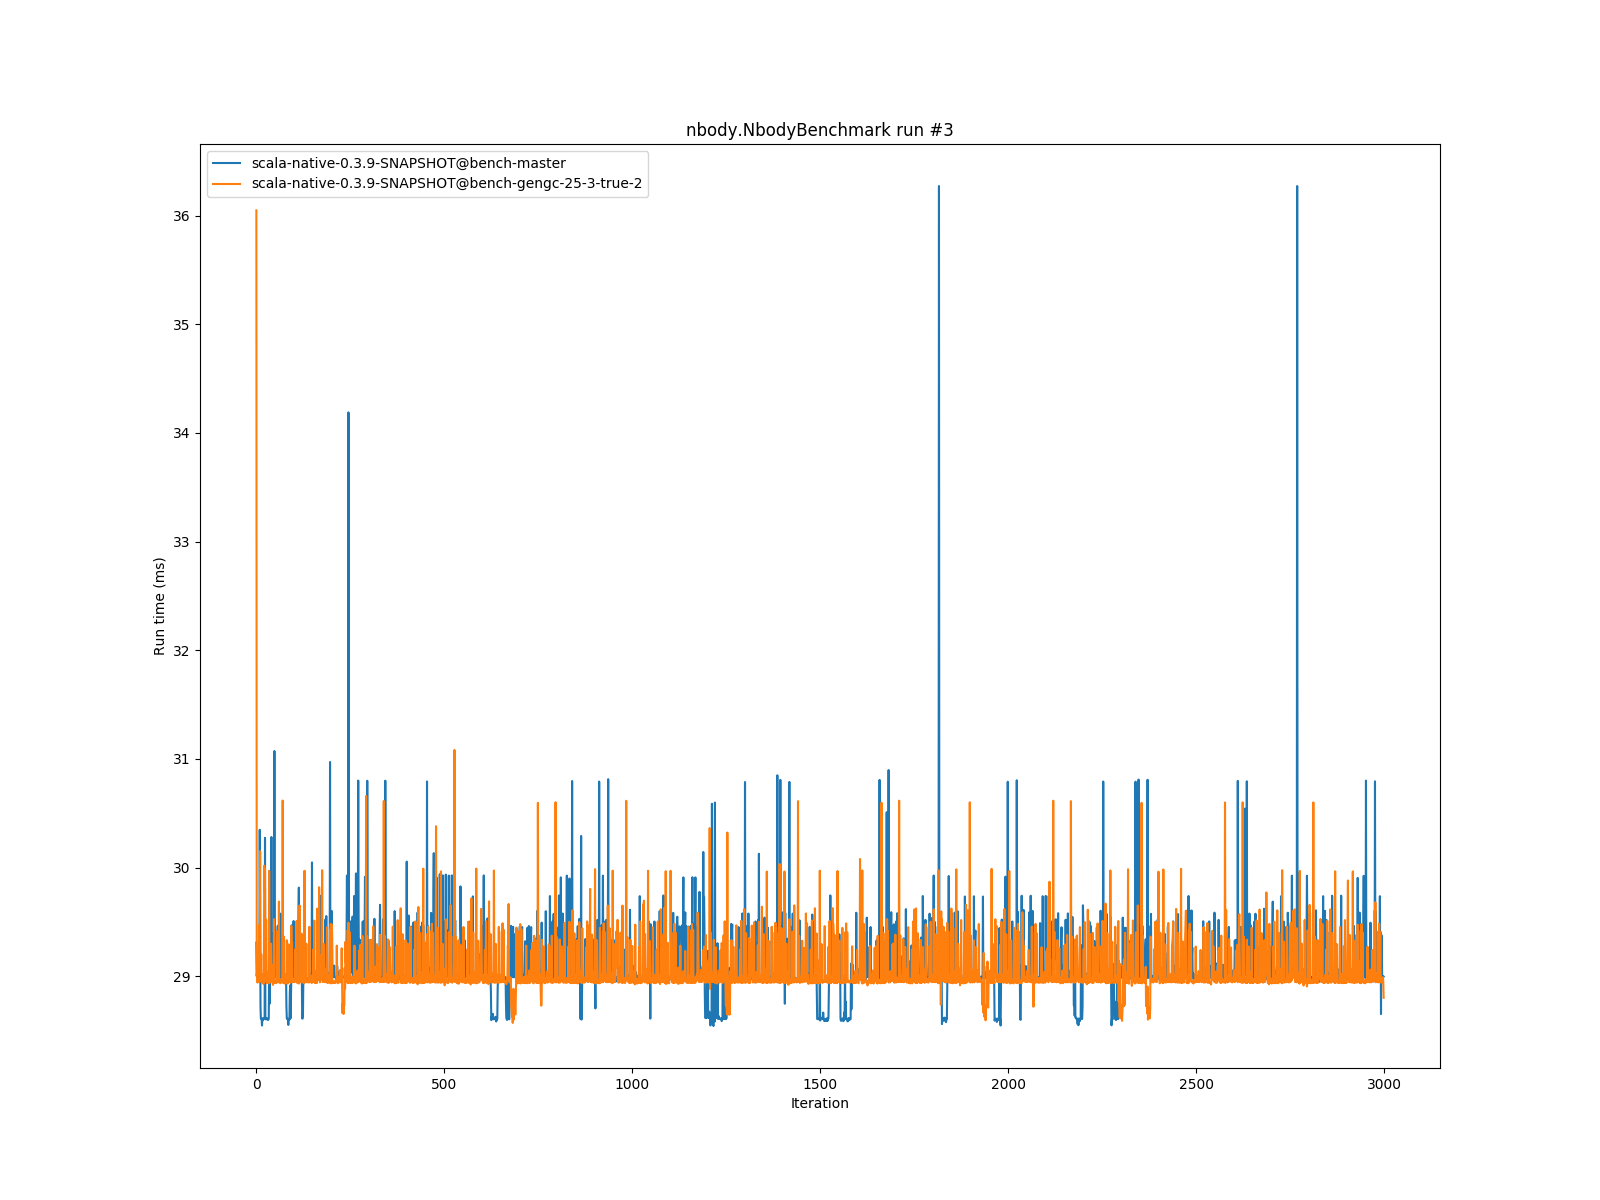 nbody.NbodyBenchmark run #3
scala-native-0.3.9-SNAPSHOT@bench-master
scala-native-0.3.9-SNAPSHOT@bench-gengc-25-3-true-2
36
35
34
33
32
31
30
29
Run time (ms)
0 500 1000 1500 2000 2500 3000
Iteration